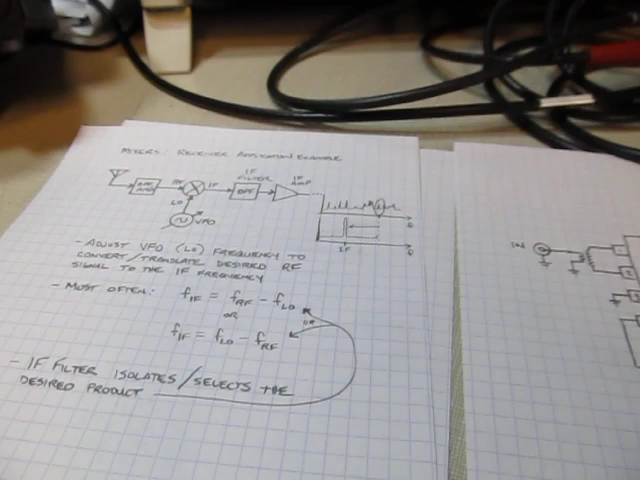 MIXERS: RECEIVER APPLICATION EXAMPLE
RF
IF
IF
FILTER
BPF
IF
AMP
LO
VFO
IF
- ADJUST VFO (LO) FREQUENCY TO
CONVERT/TRANSLATE DESIRED RF
SIGNAL TO THE IF FREQUENCY
- MOST OFTEN: fIF = fRF - fLO
OR
fIF = fLO - fRF
- IF FILTER ISOLATES/SELECTS THE
DESIRED PRODUCT